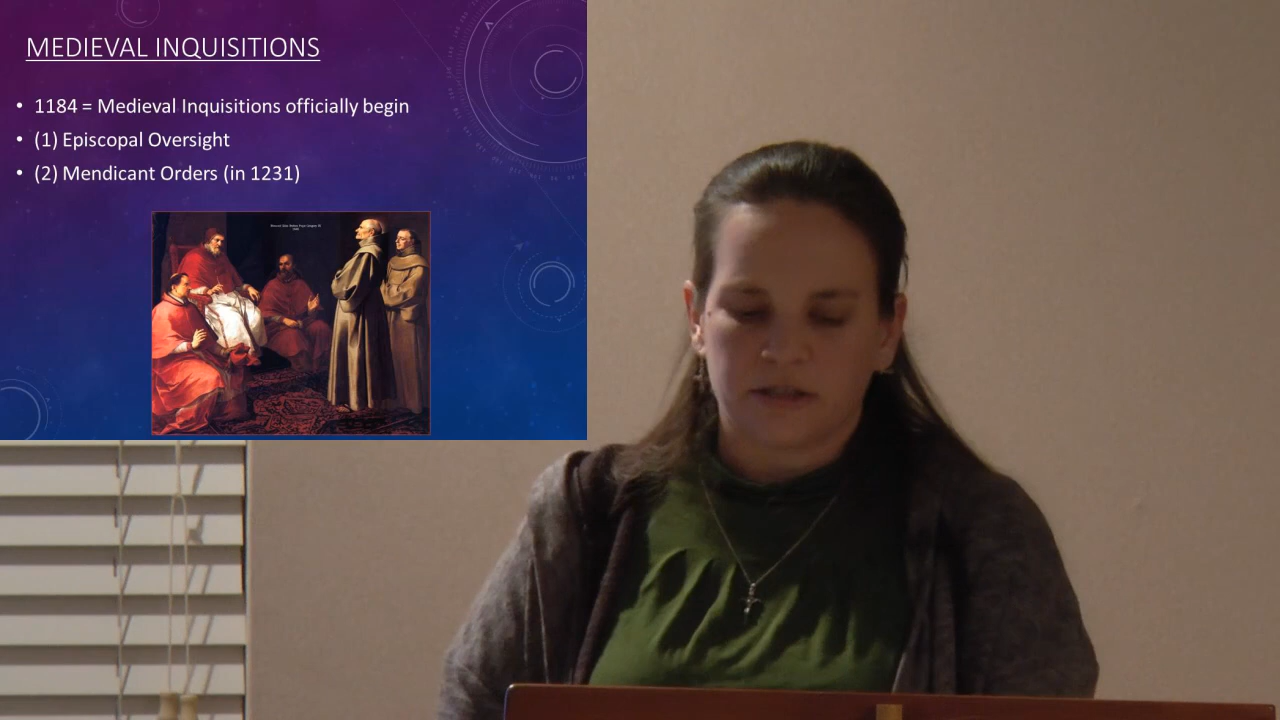 MEDIEVAL INQUISITIONS
• 1184 = Medieval Inquisitions officially begin
• (1) Episcopal Oversight
• (2) Mendicant Orders (in 1231)